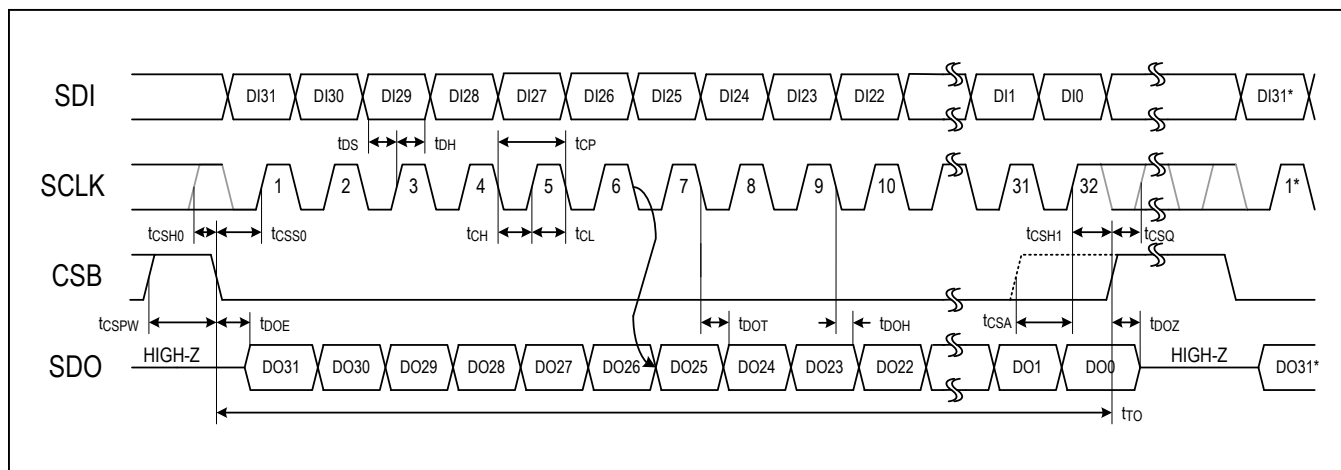 SDI DI31 DI30 DI29 DI28 DI27 DI26 DI25 DI24 DI23 DI22 DI1 DI0 DI31*
tDS tDH tCP
SCLK 1 2 3 4 5 6 7 8 9 10 31 32 1*
tCSH0 tCSS0 tCH tCL tCSH1 tCSQ
CSB
tCSPW tDOE tDOT tDOH tCSA tDOZ
SDO HIGH-Z DO31 DO30 DO29 DO28 DO27 DO26 DO25 DO24 DO23 DO22 DO1 DO0 HIGH-Z DO31*
tTO